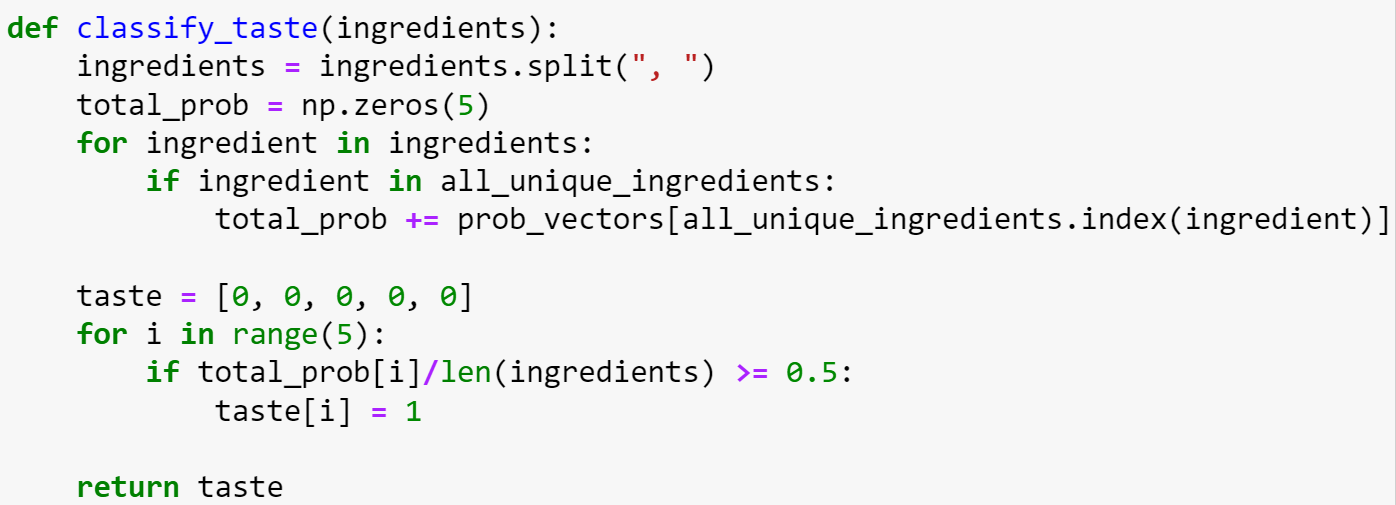 def classify_taste(ingredients):
    ingredients = ingredients.split(", ")
    total_prob = np.zeros(5)
    for ingredient in ingredients:
        if ingredient in all_unique_ingredients:
            total_prob += prob_vectors[all_unique_ingredients.index(ingredient)]

    taste = [0, 0, 0, 0, 0]
    for i in range(5):
        if total_prob[i]/len(ingredients) >= 0.5:
            taste[i] = 1

    return taste